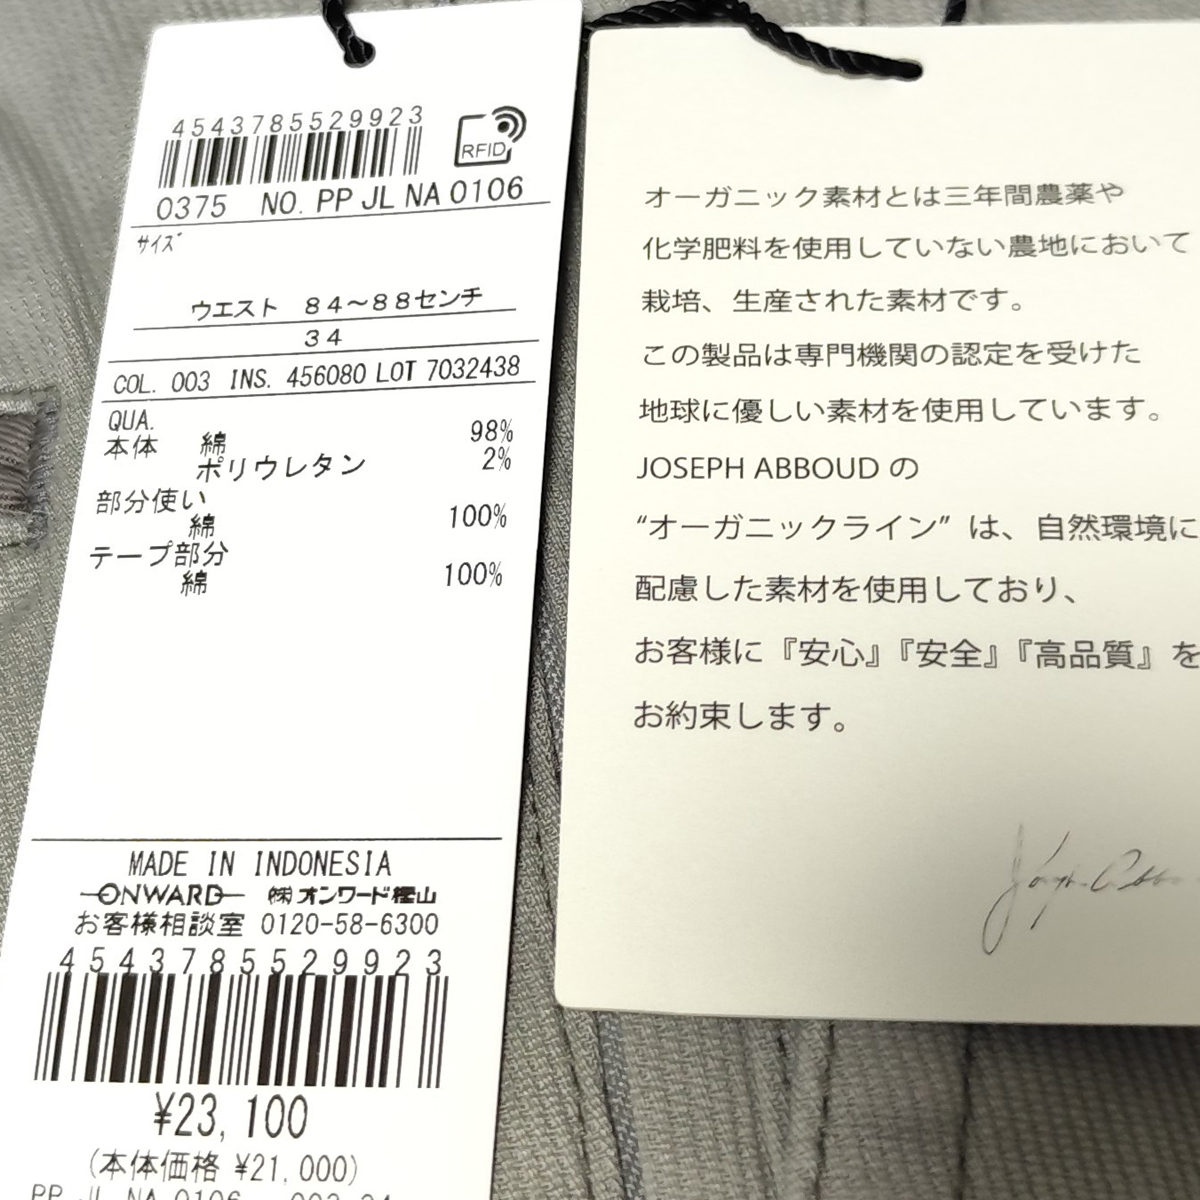 4543785529923
RFID
0375 NO. PP JL NA 0106
サイズ
ウエスト 84〜88センチ
34
COL. 003 INS. 456080 LOT 7032438
QUA.
本体 綿 98%
ポリウレタン 2%
部分使い
綿 100%
テープ部分
綿 100%
MADE IN INDONESIA
ONWARD ㈱オンワード樫山
お客様相談室 0120-58-6300
4543785529923
¥23,100
(本体価格 ¥21,000)
PP JL NA 0106 003 34
オーガニック素材とは三年間農薬や
化学肥料を使用していない農地において
栽培、生産された素材です。
この製品は専門機関の認定を受けた
地球に優しい素材を使用しています。
JOSEPH ABBOUD の
“オーガニックライン” は、自然環境に
配慮した素材を使用しており、
お客様に『安心』『安全』『高品質』を
お約束します。